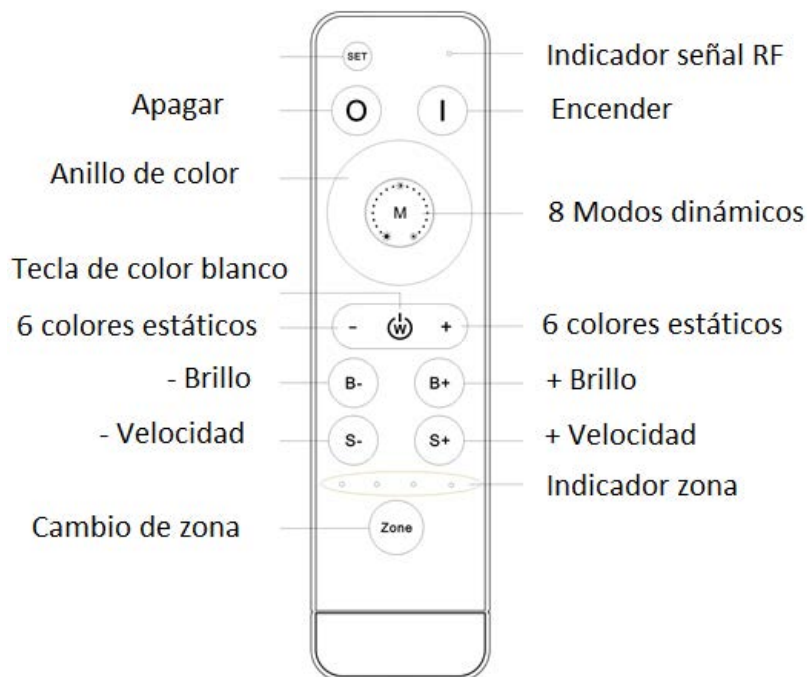 SET
Indicador señal RF
Apagar
O
I
Encender
Anillo de color
M
8 Modos dinámicos
Tecla de color blanco
6 colores estáticos
-
W
+
6 colores estáticos
- Brillo
B-
B+
+ Brillo
- Velocidad
S-
S+
+ Velocidad
Indicador zona
Cambio de zona
Zone